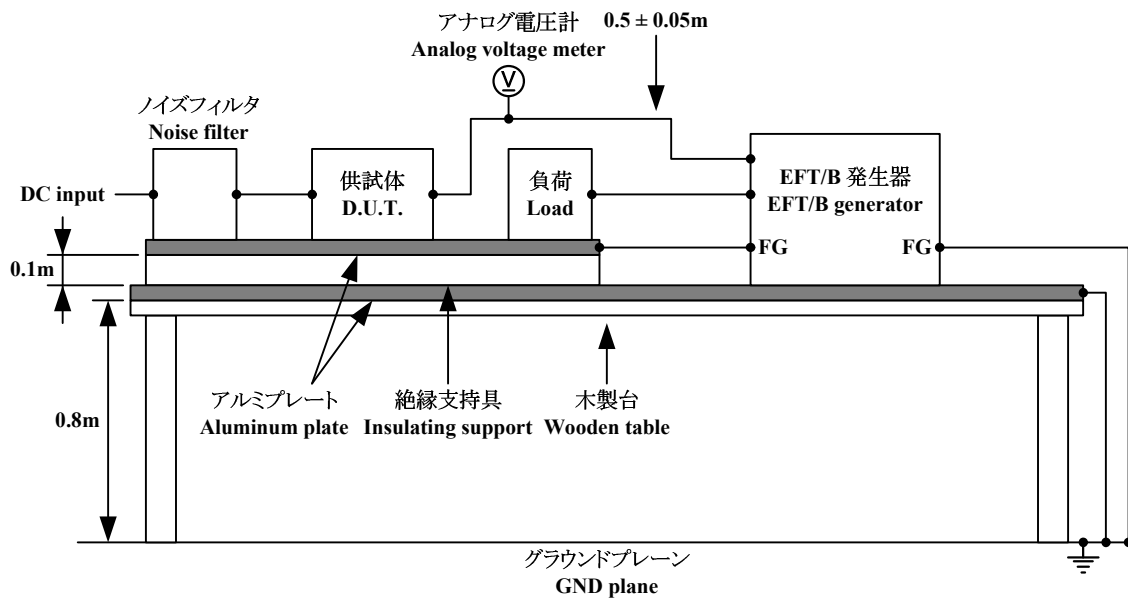 アナログ電圧計
Analog voltage meter
0.5 ± 0.05m
V
ノイズフィルタ
Noise filter
DC input
供試体
D.U.T.
負荷
Load
EFT/B 発生器
EFT/B generator
FG
FG
0.1m
0.8m
アルミプレート
Aluminum plate
絶縁支持具
Insulating support
木製台
Wooden table
グラウンドプレーン
GND plane